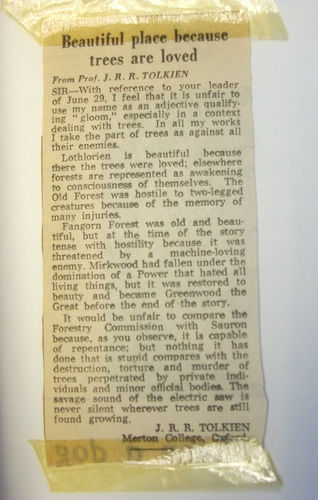 Beautiful place because
trees are loved
From Prof. J. R. R. TOLKIEN
SIR—With reference to your leader
of June 29, I feel that it is unfair to
use my name as an adjective qualify-
ing "gloom," especially in a context
dealing with trees. In all my works
I take the part of trees as against all
their enemies.
Lothlorien is beautiful because
there the trees were loved; elsewhere
forests are represented as awakening
to consciousness of themselves. The
Old Forest was hostile to two-legged
creatures because of the memory of
many injuries.
Fangorn Forest was old and beau-
tiful, but at the time of the story
tense with hostility because it was
threatened by a machine-loving
enemy. Mirkwood had fallen under the
domination of a Power that hated all
living things, but it was restored to
beauty and became Greenwood the
Great before the end of the story.
It would be unfair to compare the
Forestry Commission with Sauron
because, as you observe, it is capable
of repentance; but nothing it has
done that is stupid compares with the
destruction, torture and murder of
trees perpetrated by private indi-
viduals and minor official bodies. The
savage sound of the electric saw is
never silent wherever trees are still
found growing.
J. R. R. TOLKIEN
Merton College, Oxford.